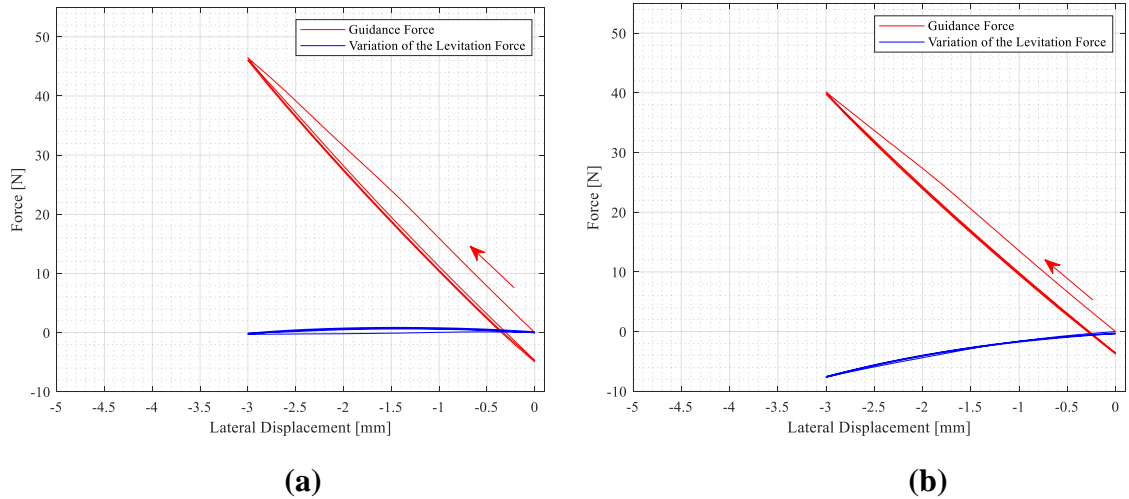 Guidance Force
Variation of the Levitation Force
50
40
30
20
10
0
-10
Force [N]
-5 -4.5 -4 -3.5 -3 -2.5 -2 -1.5 -1 -0.5 0
Lateral Displacement [mm]
(a)
Guidance Force
Variation of the Levitation Force
50
40
30
20
10
0
-10
Force [N]
-5 -4.5 -4 -3.5 -3 -2.5 -2 -1.5 -1 -0.5 0
Lateral Displacement [mm]
(b)